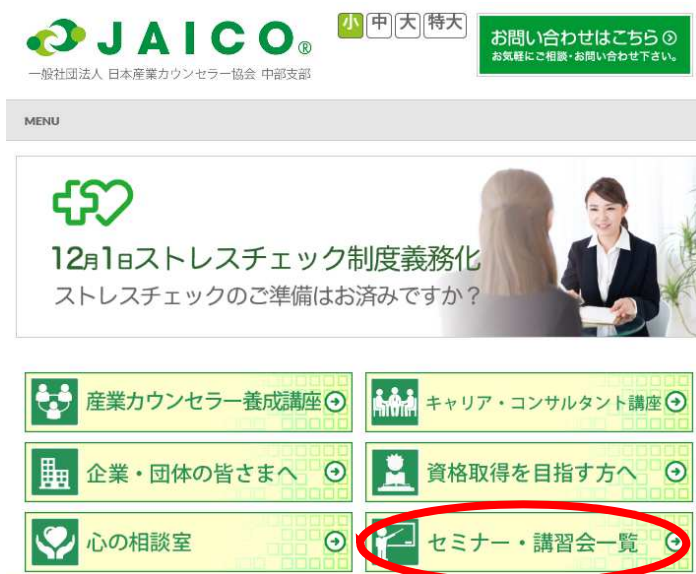 JAICO®
一般社団法人 日本産業カウンセラー協会 中部支部
小 中 大 特大
お問い合わせはこちら
お気軽にご相談・お問い合わせ下さい。
MENU
12月1日ストレスチェック制度義務化
ストレスチェックのご準備はお済みですか?
産業カウンセラー養成講座
キャリア・コンサルタント講座
企業・団体の皆さまへ
資格取得を目指す方へ
心の相談室
セミナー・講習会一覧